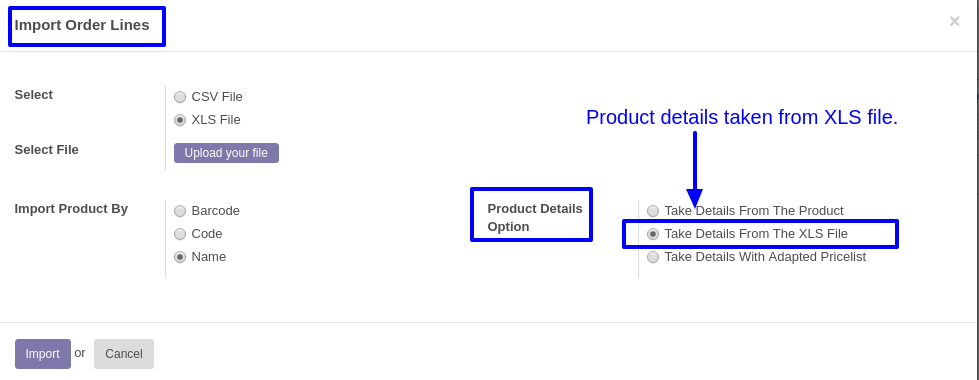 Import Order Lines
×
Select
CSV File
XLS File
Product details taken from XLS file.
Select File
Upload your file
Import Product By
Barcode
Code
Name
Product Details
Option
Take Details From The Product
Take Details From The XLS File
Take Details With Adapted Pricelist
Import or Cancel